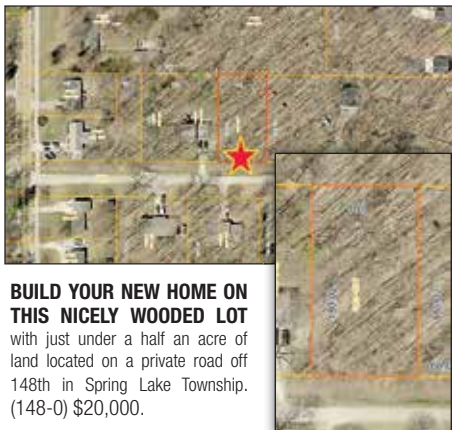 BUILD YOUR NEW HOME ON
THIS NICELY WOODED LOT
with just under a half an acre of
land located on a private road off
148th in Spring Lake Township.
(148-0) $20,000.